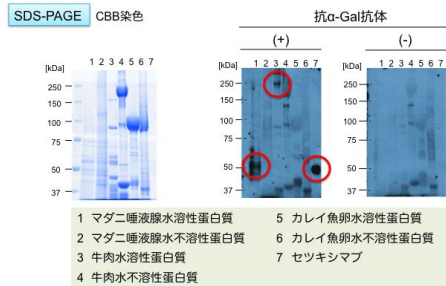 SDS-PAGE CBB染色
抗α-Gal抗体
(+) (-)
[kDa] 1 2 3 4 5 6 7
250
150
100
75
50
37
[kDa] 1 2 3 4 5 6 7
250
150
100
75
50
37
[kDa] 1 2 3 4 5 6 7
250
150
100
75
50
37
1 マダニ唾液腺水溶性蛋白質
2 マダニ唾液腺水不溶性蛋白質
3 牛肉水溶性蛋白質
4 牛肉水不溶性蛋白質
5 カレイ魚卵水溶性蛋白質
6 カレイ魚卵水不溶性蛋白質
7 セツキシマブ